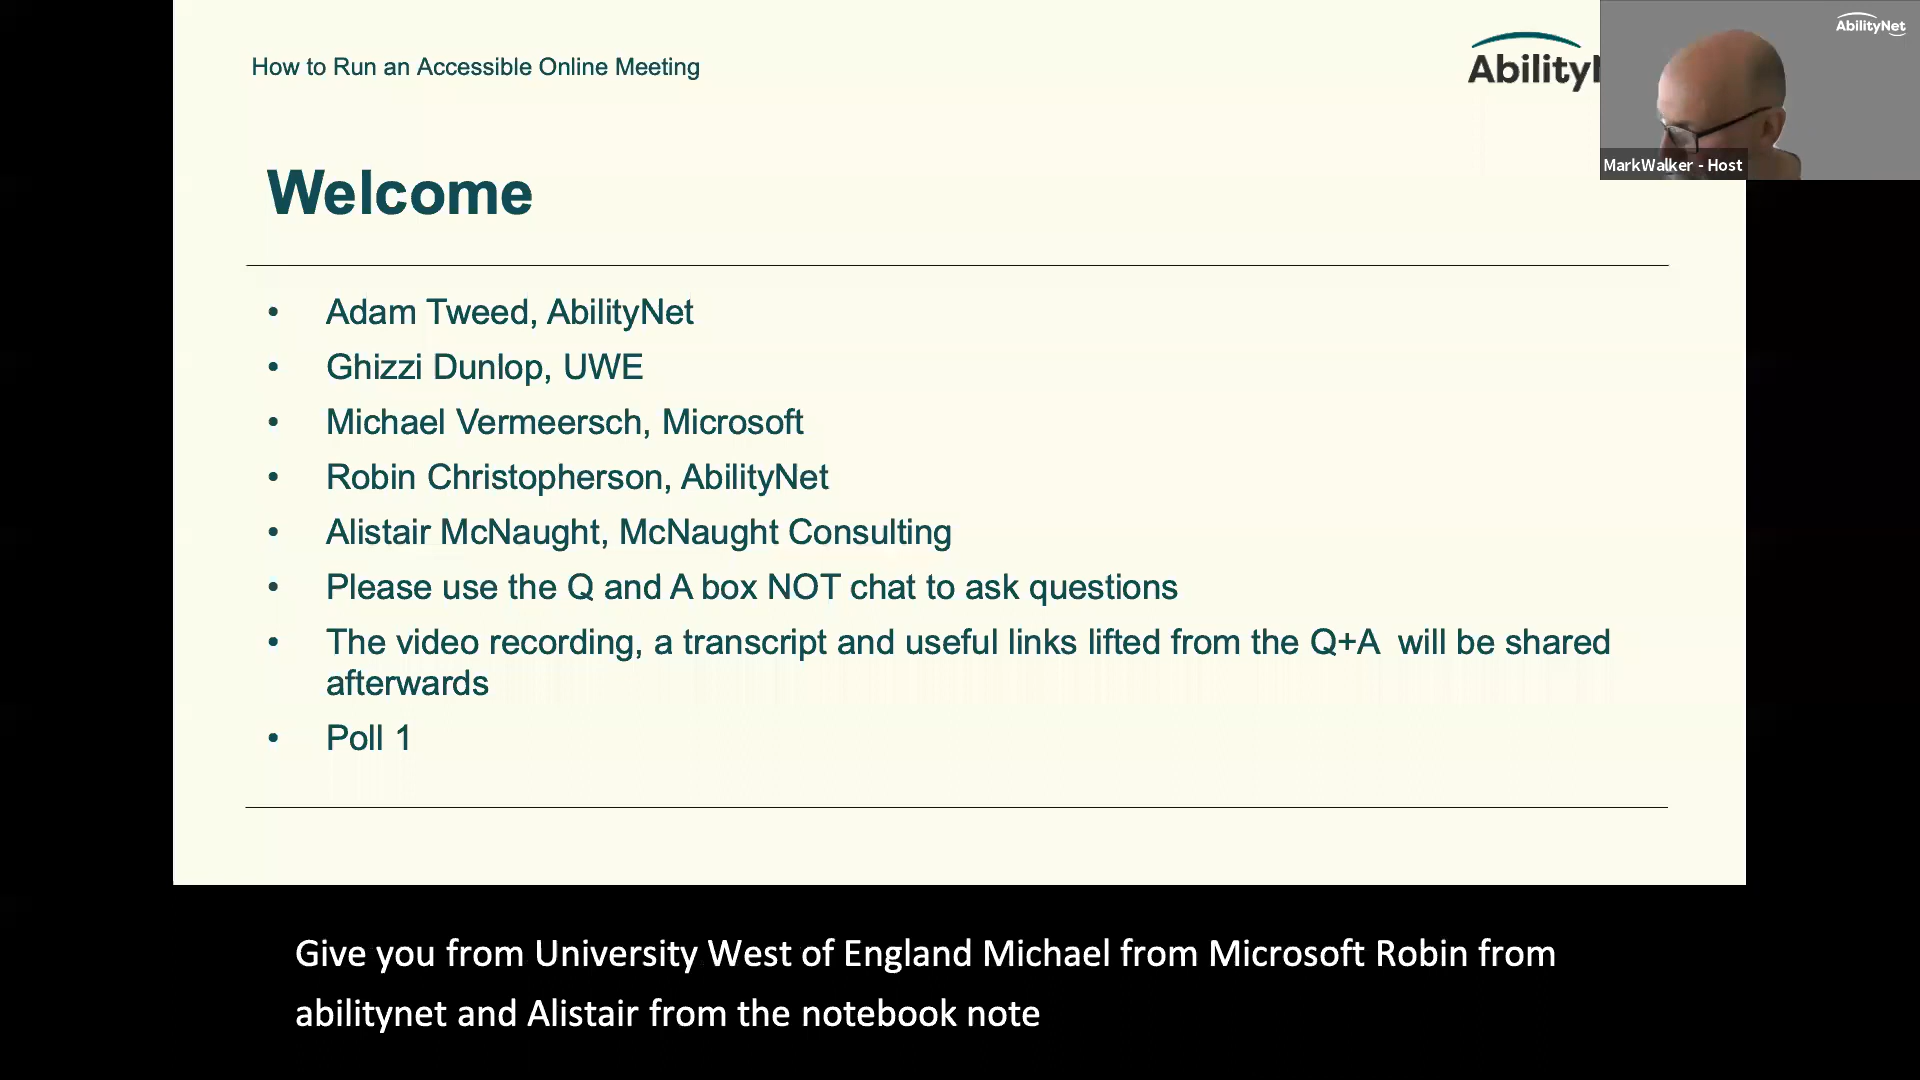 How to Run an Accessible Online Meeting
Ability
AbilityNet
MarkWalker - Host
Welcome
• Adam Tweed, AbilityNet
• Ghizzi Dunlop, UWE
• Michael Vermeersch, Microsoft
• Robin Christopherson, AbilityNet
• Alistair McNaught, McNaught Consulting
• Please use the Q and A box NOT chat to ask questions
• The video recording, a transcript and useful links lifted from the Q+A will be shared
afterwards
• Poll 1
Give you from University West of England Michael from Microsoft Robin from
abilitynet and Alistair from the notebook note